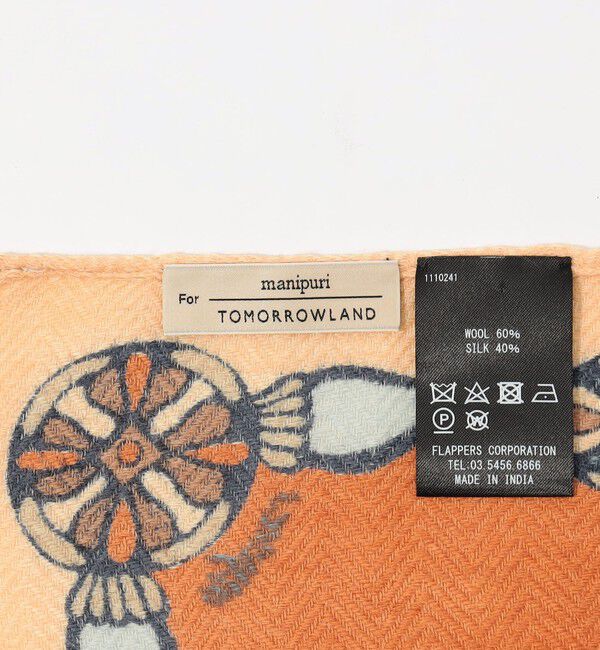 manipuri
For
TOMORROWLAND
1110241
WOOL 60%
SILK 40%
P
W
FLAPPERS CORPORATION
TEL.03.5456.6866
MADE IN INDIA